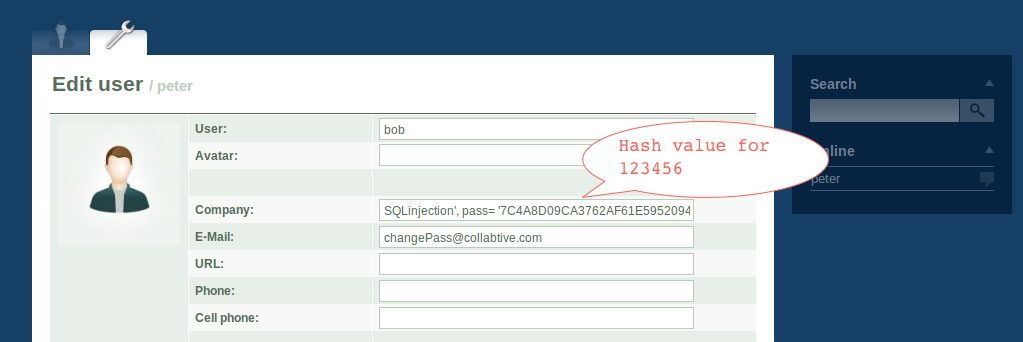 Edit user / peter
User:
bob
Avatar:
Company:
SQLinjection', pass= '7C4A8D09CA3762AF61E5952094
E-Mail:
changePass@collabtive.com
URL:
Phone:
Cell phone:
Hash value for
123456
Search
nline
peter